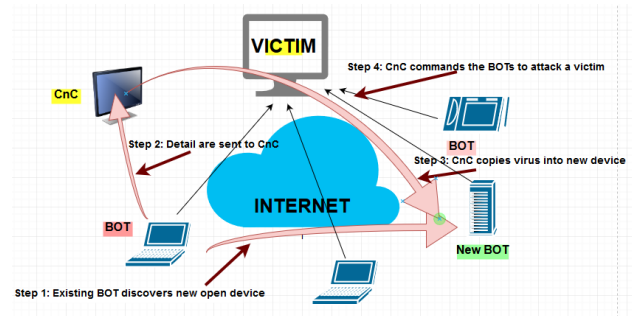 VICTIM
Step 4: CnC commands the BOTs to attack a victim
CnC
Step 2: Detail are sent to CnC
BOT
Step 3: CnC copies virus into new device
INTERNET
BOT
New BOT
Step 1: Existing BOT discovers new open device